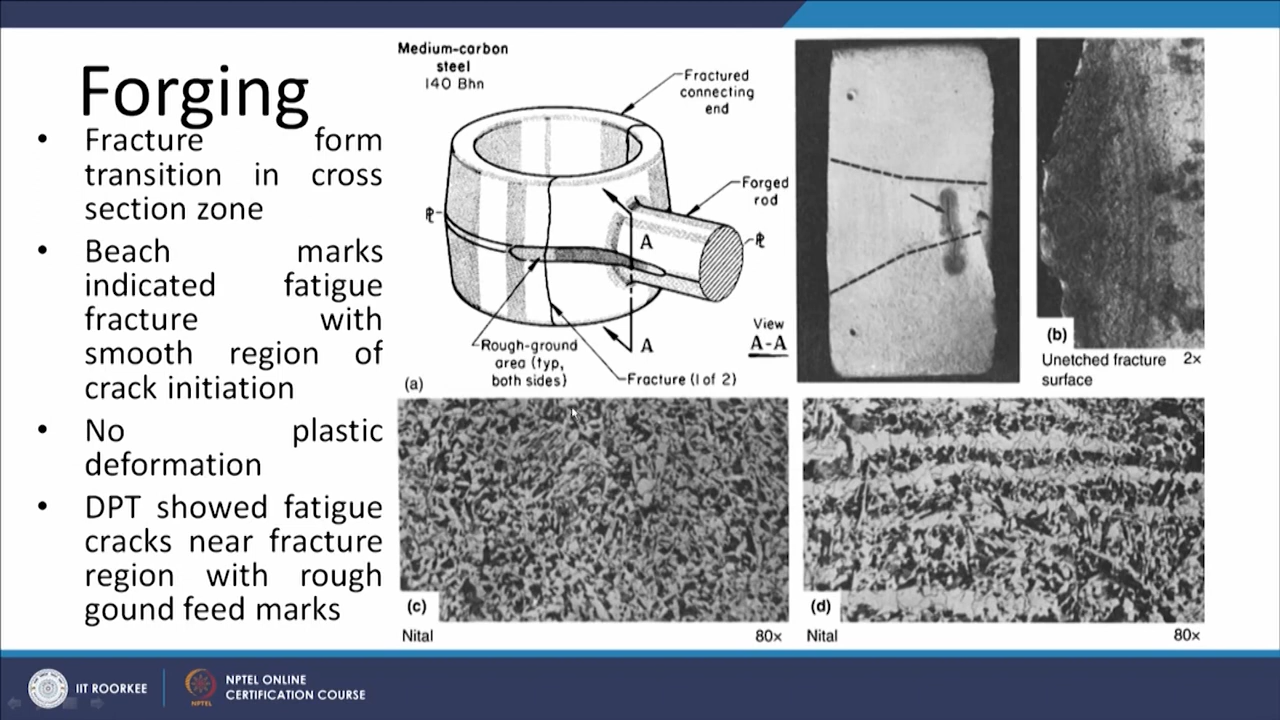 Forging
• Fracture form
transition in cross
section zone
• Beach marks
indicated fatigue
fracture with
smooth region of
crack initiation
• No plastic
deformation
• DPT showed fatigue
cracks near fracture
region with rough
gound feed marks
Medium-carbon
steel
140 Bhn
Fractured
connecting
end
Forged
rod
℄
℄
A
A
View
A-A
Rough-ground
area (typ,
both sides)
Fracture (1 of 2)
(a)
(b)
Unetched fracture 2×
surface
(c)
Nital 80×
(d)
Nital 80×
IIT ROORKEE
NPTEL
NPTEL ONLINE
CERTIFICATION COURSE